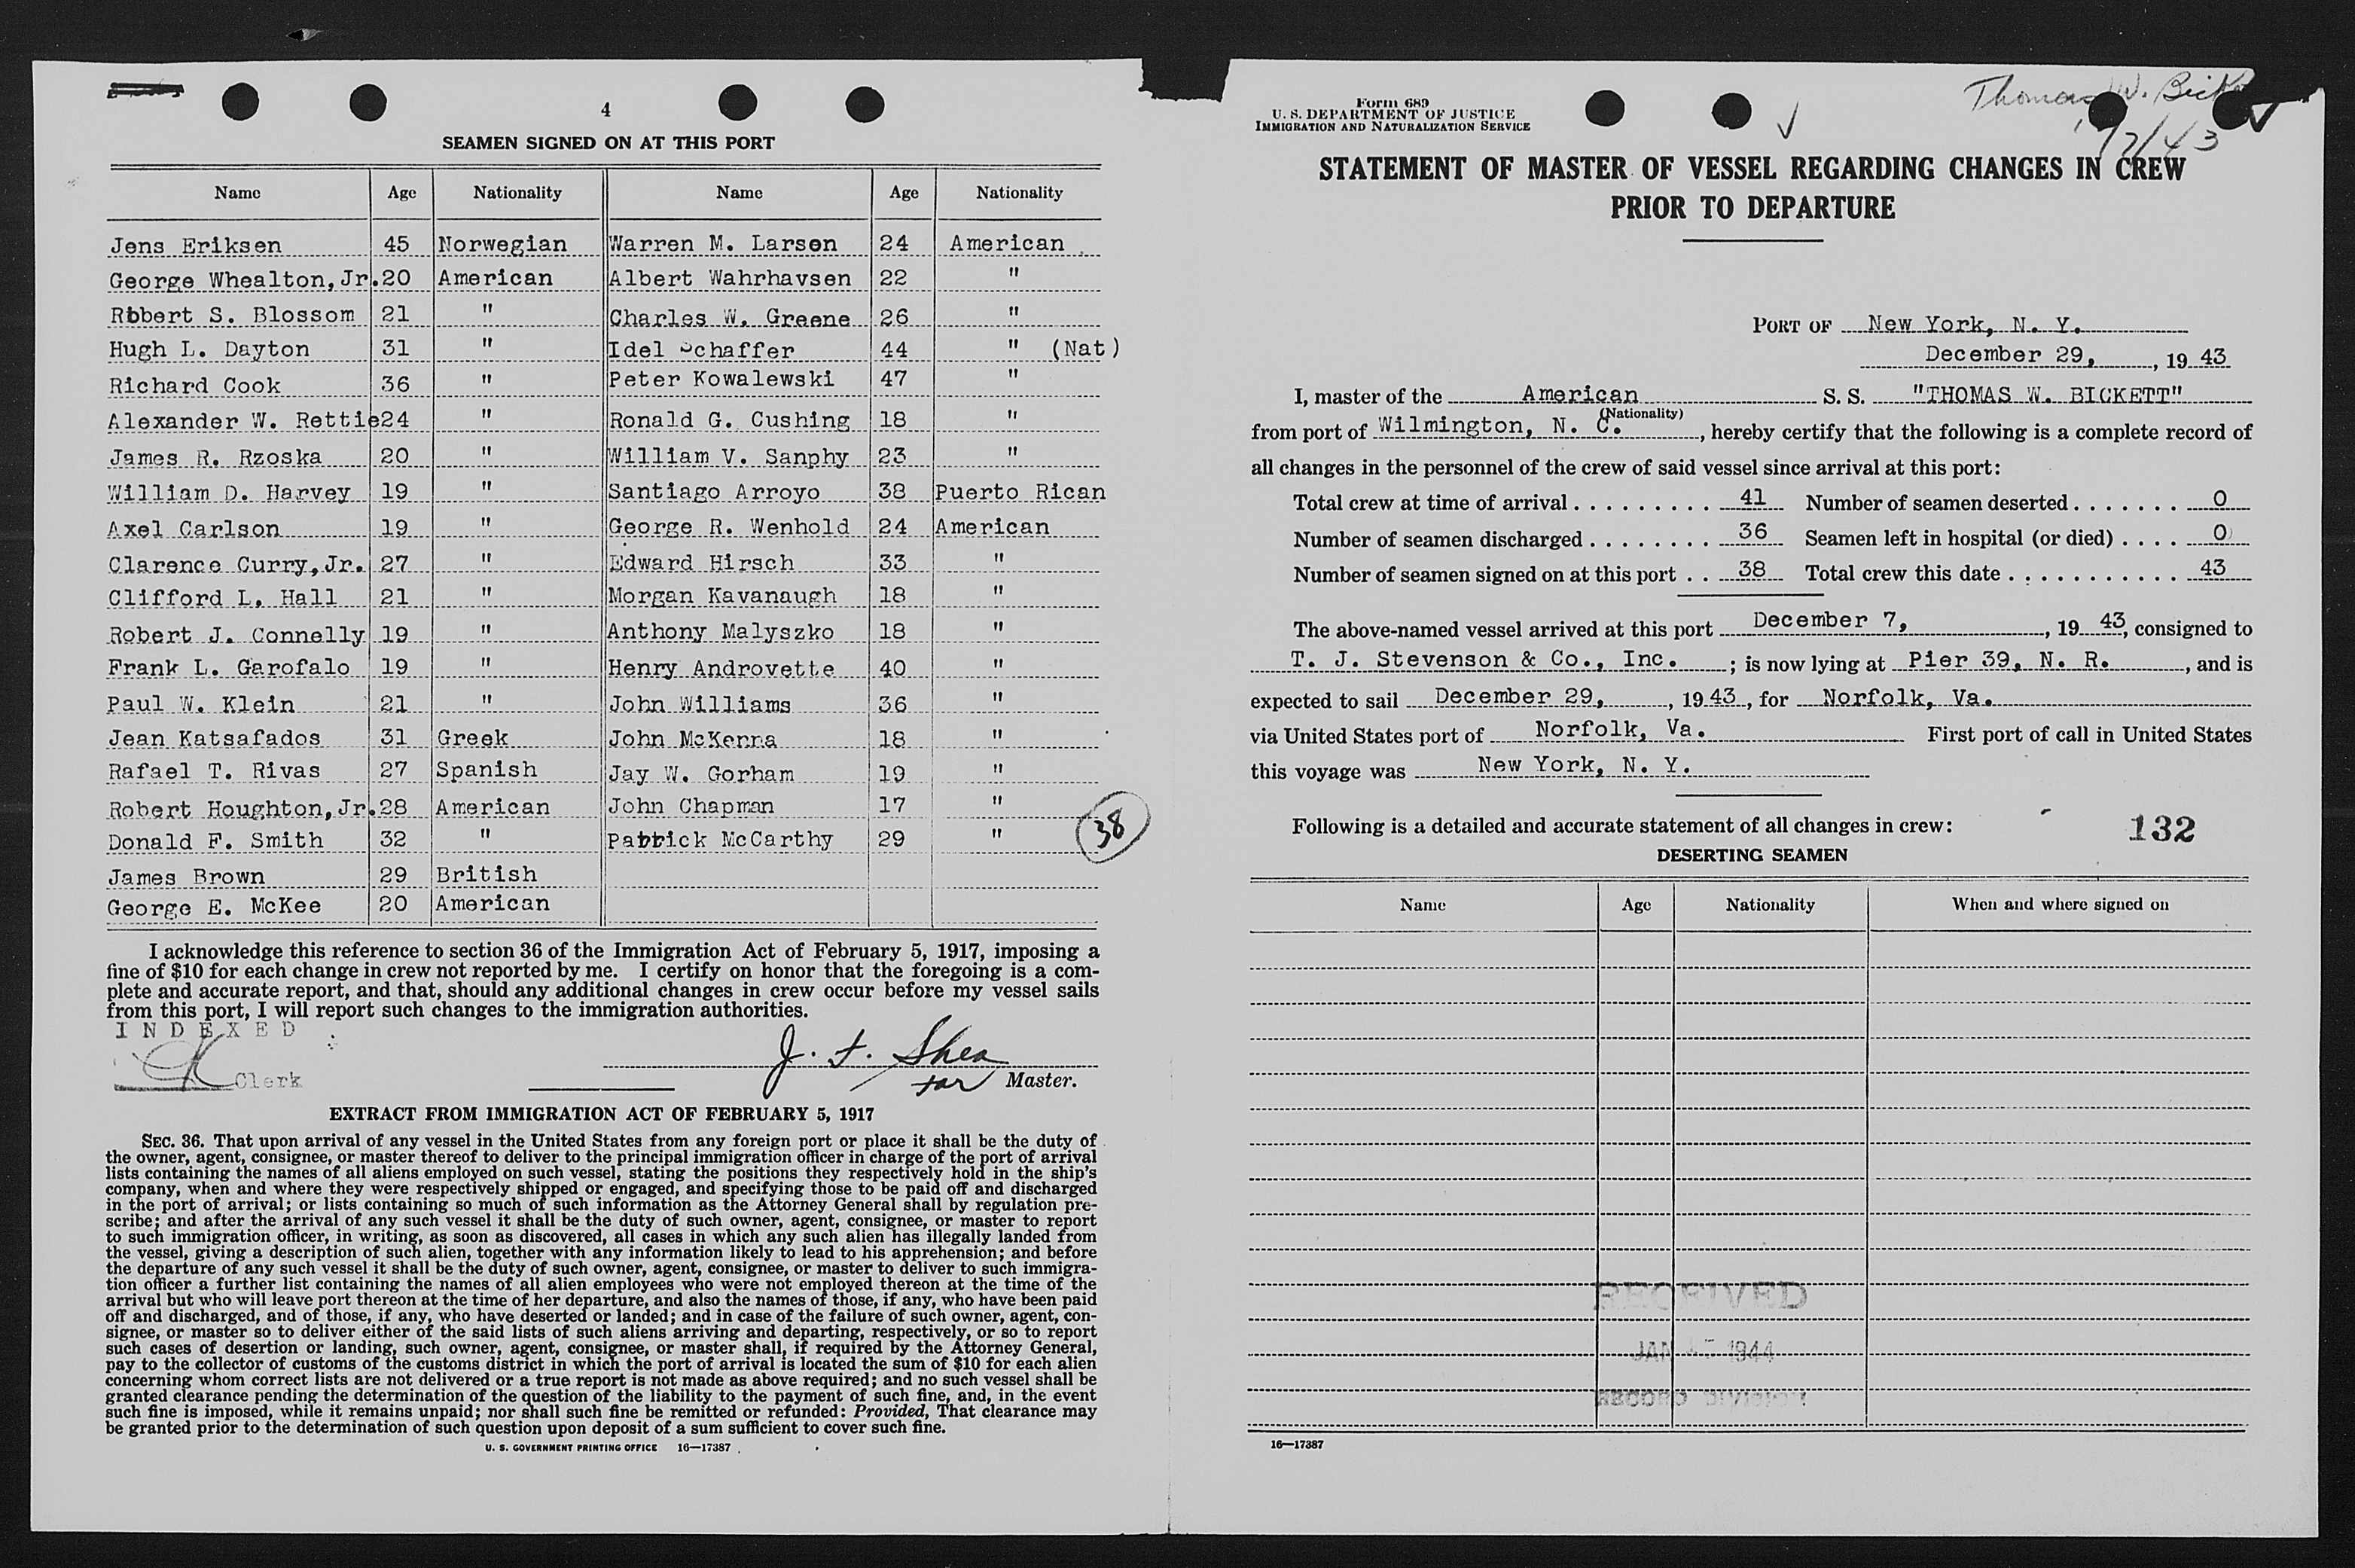 4
SEAMEN SIGNED ON AT THIS PORT
Name Age Nationality Name Age Nationality
Jens Eriksen 45 Norwegian Warren M. Larsen 24 American
George Whealton, Jr. 20 American Albert Wahrhavsen 22 "
Robert S. Blossom 21 " Charles W. Greene 26 "
Hugh L. Dayton 31 " Idel Schaffer 44 " (Nat)
Richard Cook 36 " Peter Kowalewski 47 "
Alexander W. Rettie 24 " Ronald G. Cushing 18 "
James R. Rzoska 20 " William V. Sanphy 23 "
William D. Harvey 19 " Santiago Arroyo 38 Puerto Rican
Axel Carlson 19 " George R. Wenhold 24 American
Clarence Curry, Jr. 27 " Edward Hirsch 33 "
Clifford L. Hall 21 " Morgan Kavanaugh 18 "
Robert J. Connelly 19 " Anthony Malyszko 18 "
Frank L. Garofalo 19 " Henry Androvette 40 "
Paul W. Klein 21 " John Williams 36 "
Jean Katsafados 31 Greek John McKenna 18 "
Rafael T. Rivas 27 Spanish Jay W. Gorham 19 "
Robert Houghton, Jr. 28 American John Chapman 17 "
Donald F. Smith 32 " Patrick McCarthy 29 " 38
James Brown 29 British
George E. McKee 20 American
I acknowledge this reference to section 36 of the Immigration Act of February 5, 1917, imposing a
fine of $10 for each change in crew not reported by me. I certify on honor that the foregoing is a com-
plete and accurate report, and that, should any additional changes in crew occur before my vessel sails
from this port, I will report such changes to the immigration authorities.
INDEXED
Clerk
J. F. Shea
for Master.
EXTRACT FROM IMMIGRATION ACT OF FEBRUARY 5, 1917
SEC. 36. That upon arrival of any vessel in the United States from any foreign port or place it shall be the duty of
the owner, agent, consignee, or master thereof to deliver to the principal immigration officer in charge of the port of arrival
lists containing the names of all aliens employed on such vessel, stating the positions they respectively hold in the ship's
company, when and where they were respectively shipped or engaged, and specifying those to be paid off and discharged
in the port of arrival; or lists containing so much of such information as the Attorney General shall by regulation pre-
scribe; and after the arrival of any such vessel it shall be the duty of such owner, agent, consignee, or master to report
to such immigration officer, in writing, as soon as discovered, all cases in which any such alien has illegally landed from
the vessel, giving a description of such alien, together with any information likely to lead to his apprehension; and before
the departure of any such vessel it shall be the duty of such owner, agent, consignee, or master to deliver to such immigra-
tion officer a further list containing the names of all alien employees who were not employed thereon at the time of the
arrival but who will leave port thereon at the time of her departure, and also the names of those, if any, who have been paid
off and discharged, and of those, if any, who have deserted or landed; and in case of the failure of such owner, agent, con-
signee, or master so to deliver either of the said lists of such aliens arriving and departing, respectively, or so to report
such cases of desertion or landing, such owner, agent, consignee, or master shall, if required by the Attorney General,
pay to the collector of customs of the customs district in which the port of arrival is located the sum of $10 for each alien
concerning whom correct lists are not delivered or a true report is not made as above required; and no such vessel shall be
granted clearance pending the determination of the question of the liability to the payment of such fine, and, in the event
such fine is imposed, while it remains unpaid; nor shall such fine be remitted or refunded: Provided, That clearance may
be granted prior to the determination of such question upon deposit of a sum sufficient to cover such fine.
U. S. GOVERNMENT PRINTING OFFICE 16—17387
Form 689
U. S. DEPARTMENT OF JUSTICE
IMMIGRATION AND NATURALIZATION SERVICE
Thomas W. Bick
12/7/43
STATEMENT OF MASTER OF VESSEL REGARDING CHANGES IN CREW
PRIOR TO DEPARTURE
PORT OF New York, N. Y.
December 29, , 19 43
I, master of the American S. S. "THOMAS W. BICKETT"
(Nationality)
from port of Wilmington, N. C. , hereby certify that the following is a complete record of
all changes in the personnel of the crew of said vessel since arrival at this port:
Total crew at time of arrival 41 Number of seamen deserted 0
Number of seamen discharged 36 Seamen left in hospital (or died) 0
Number of seamen signed on at this port 38 Total crew this date 43
The above-named vessel arrived at this port December 7, , 19 43, consigned to
T. J. Stevenson & Co., Inc. ; is now lying at Pier 39, N. R. , and is
expected to sail December 29, , 19 43, for Norfolk, Va.
via United States port of Norfolk, Va. First port of call in United States
this voyage was New York, N. Y.
Following is a detailed and accurate statement of all changes in crew:
132
DESERTING SEAMEN
Name Age Nationality When and where signed on
RECEIVED
JAN 1944
RECORD DIVISION
16—17387